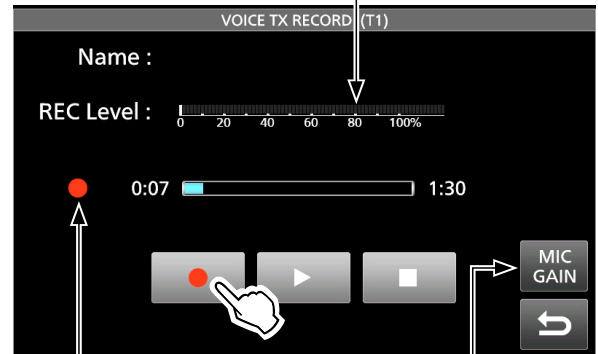 VOICE TX RECORD (T1)
Name :
REC Level :
0 20 40 60 80 100%
0:07 1:30
MIC
GAIN